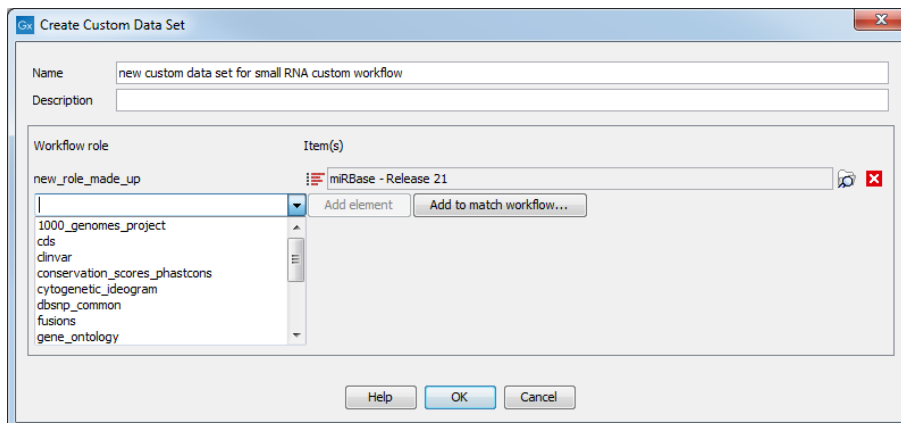 Gx Create Custom Data Set
Name new custom data set for small RNA custom workflow
Description
Workflow role Item(s)
new_role_made_up miRBase - Release 21
Add element Add to match workflow...
1000_genomes_project
cds
clinvar
conservation_scores_phastcons
cytogenetic_ideogram
dbsnp_common
fusions
gene_ontology
Help OK Cancel